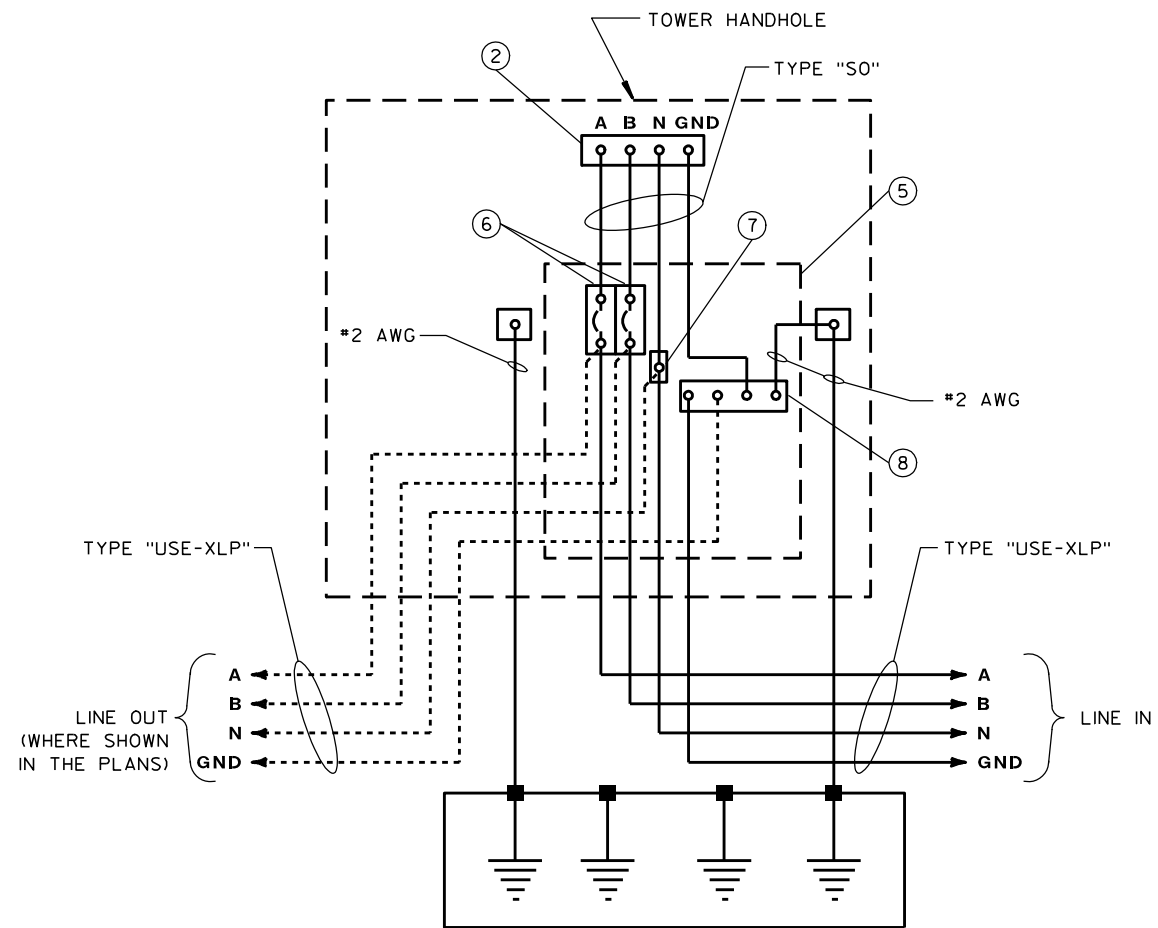 TOWER HANDHOLE
2
TYPE "SO"
A B N GND
5
6
7
#2 AWG
#2 AWG
8
TYPE "USE-XLP"
TYPE "USE-XLP"
A
B
N
GND
LINE OUT
(WHERE SHOWN
IN THE PLANS)
A
B
N
GND
LINE IN